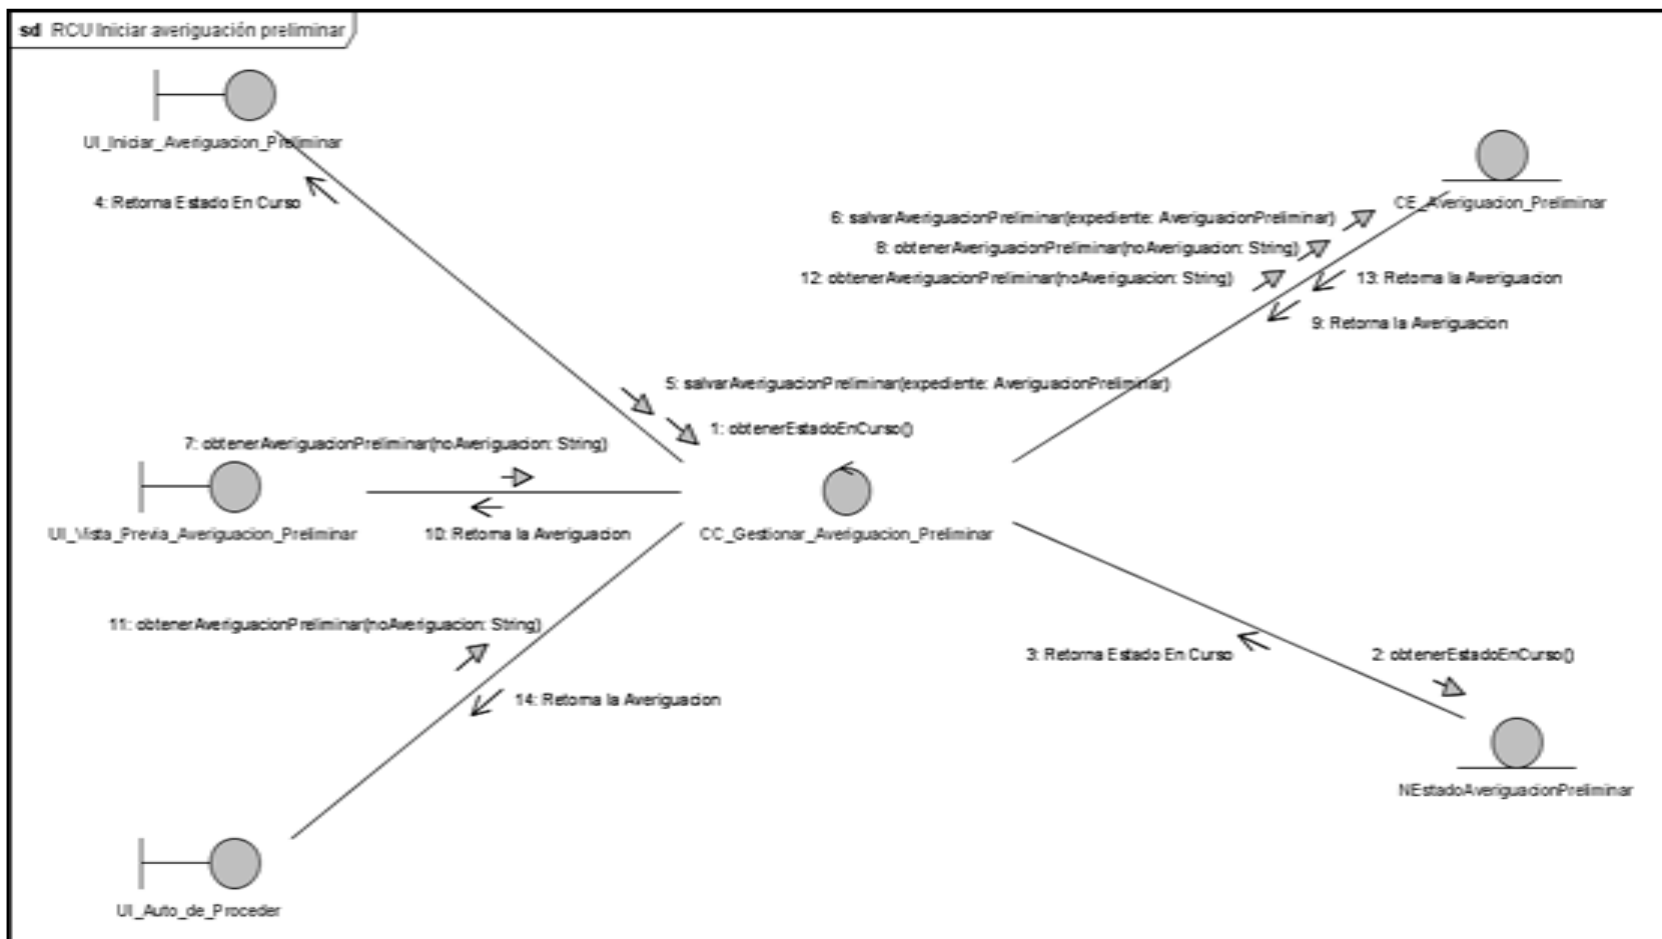 sd RCU Iniciar averiguación preliminar
UI_Iniciar_Averiguacion_Preliminar
4: Retorna Estado En Curso
CE_Averiguacion_Preliminar
6: salvarAveriguacionPreliminar(expediente: AveriguacionPreliminar)
8: obtenerAveriguacionPreliminar(noAveriguacion: String)
12: obtenerAveriguacionPreliminar(noAveriguacion: String)
13: Retorna la Averiguacion
9: Retorna la Averiguacion
5: salvarAveriguacionPreliminar(expediente: AveriguacionPreliminar)
1: obtenerEstadoEnCurso()
7: obtenerAveriguacionPreliminar(noAveriguacion: String)
UI_Vista_Previa_Averiguacion_Preliminar
10: Retorna la Averiguacion
CC_Gestionar_Averiguacion_Preliminar
11: obtenerAveriguacionPreliminar(noAveriguacion: String)
3: Retorna Estado En Curso
2: obtenerEstadoEnCurso()
14: Retorna la Averiguacion
NEstadoAveriguacionPreliminar
UI_Auto_de_Proceder